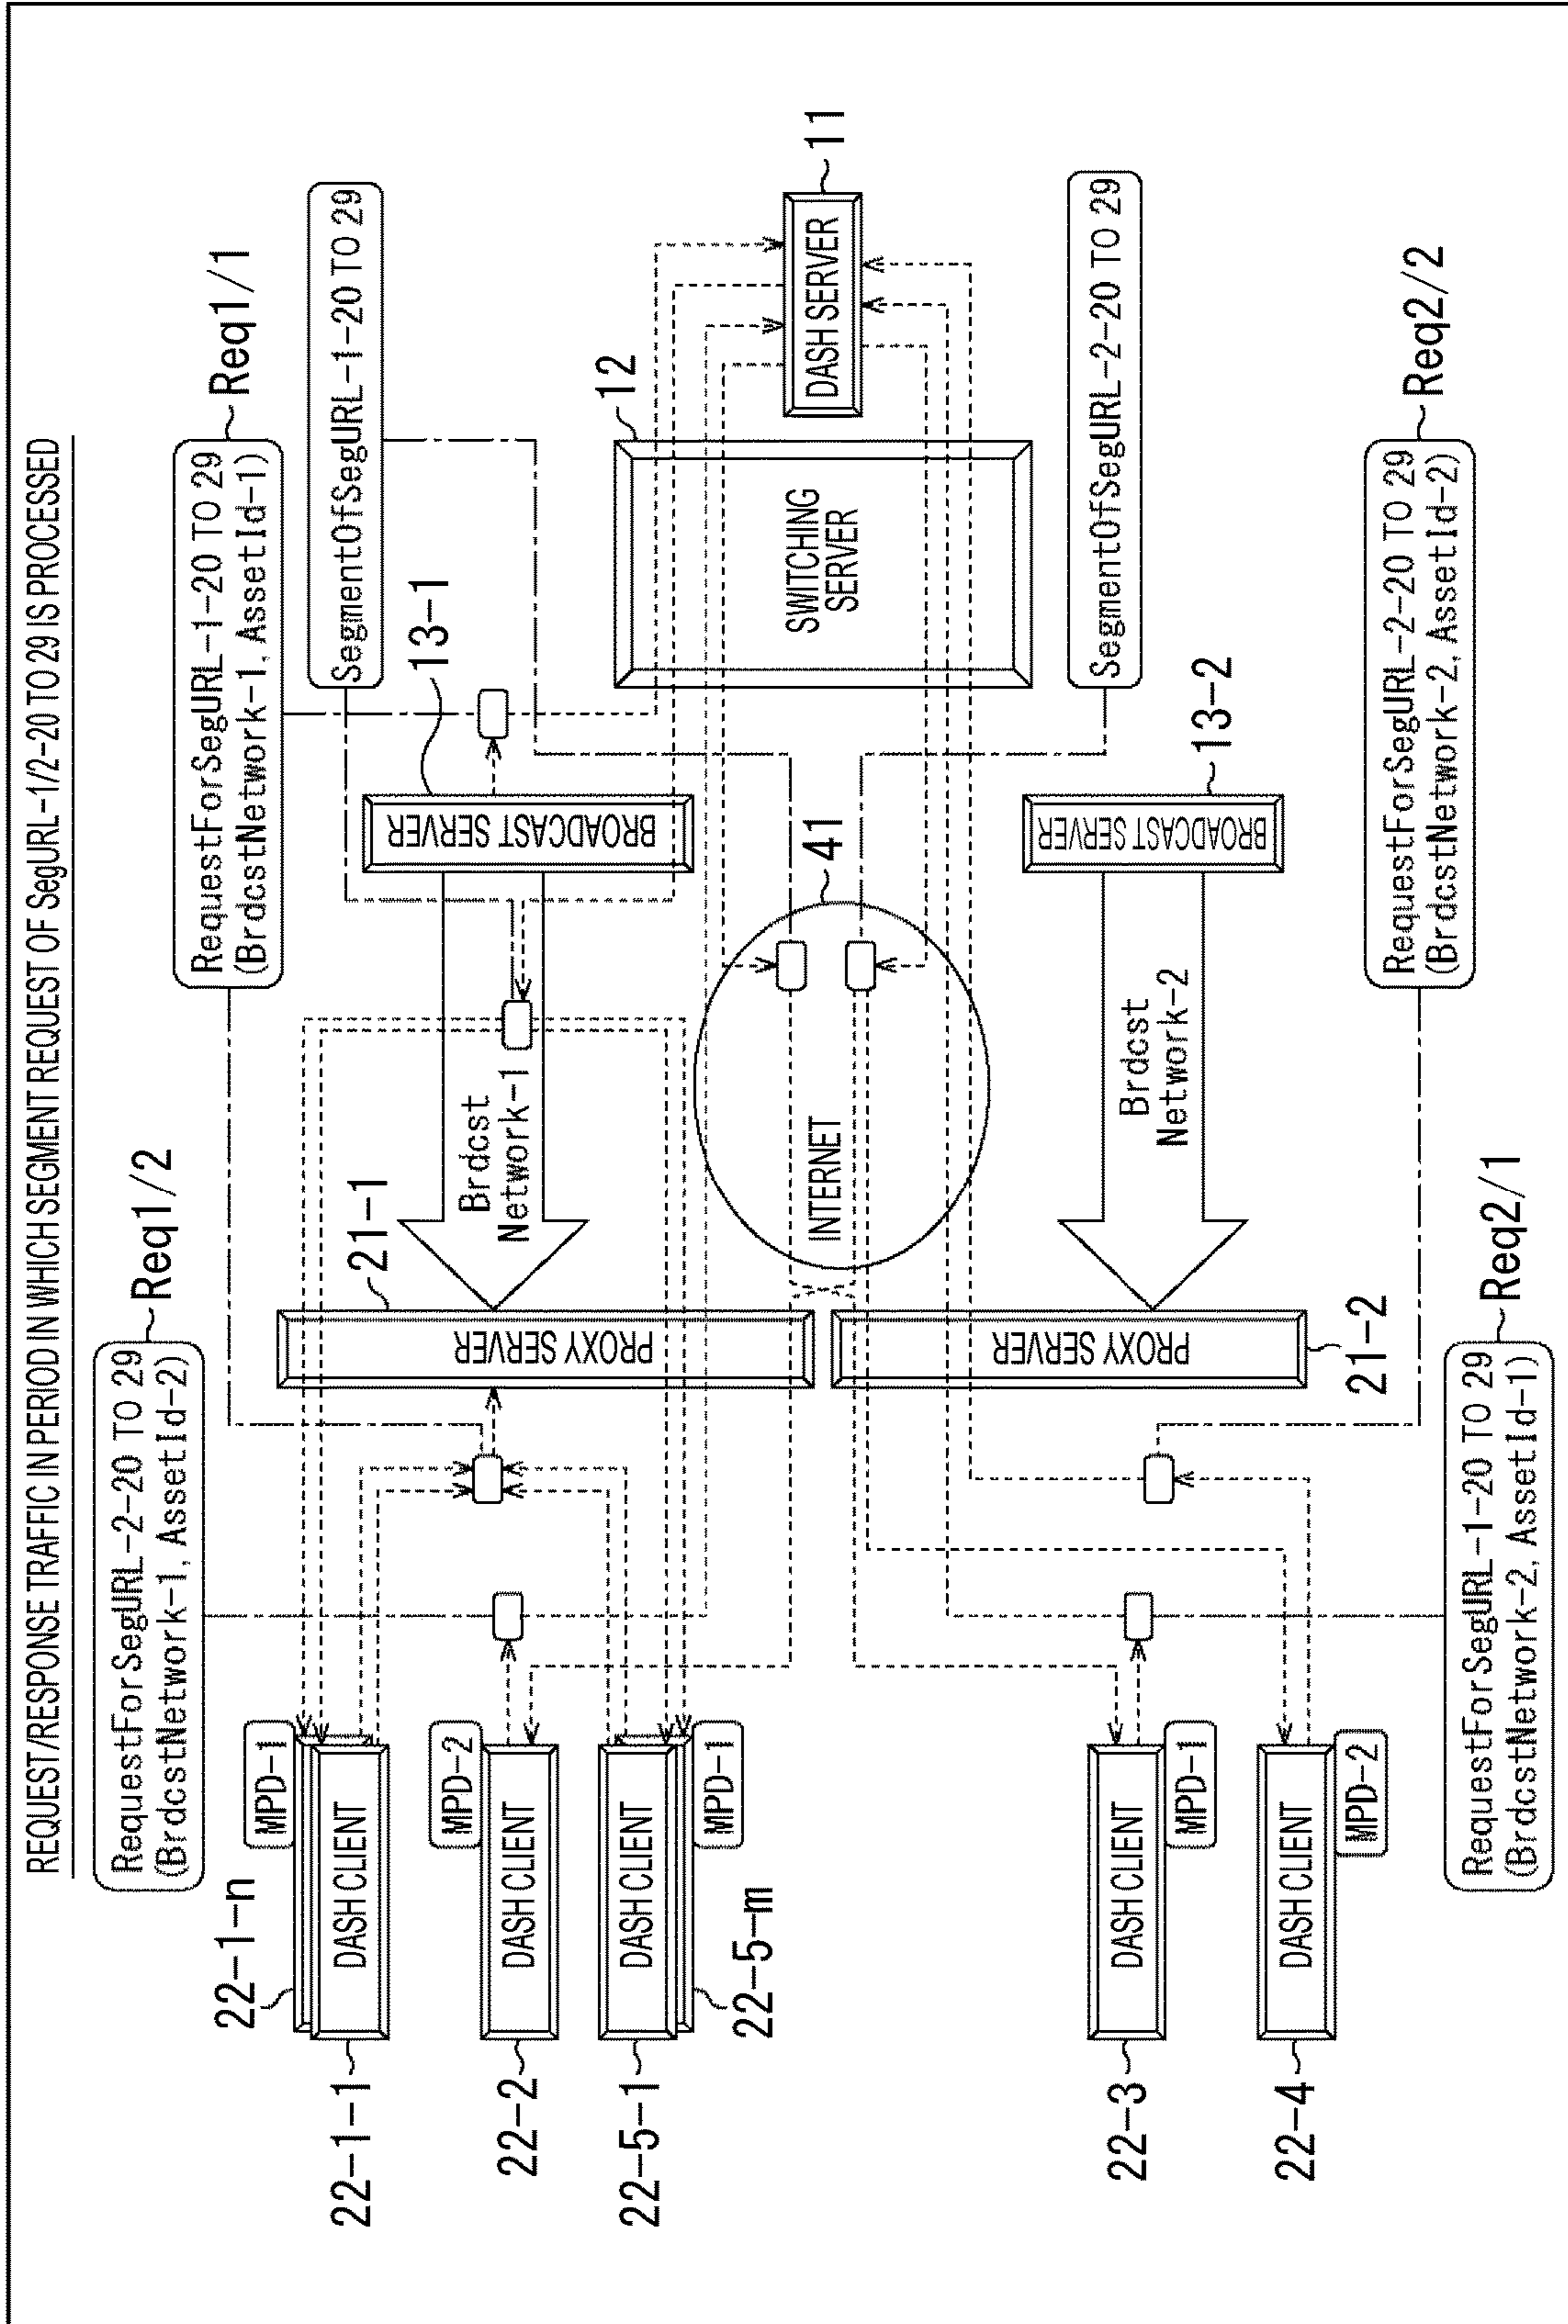 REQUEST/RESPONSE TRAFFIC IN PERIOD IN WHICH SEGMENT REQUEST OF SegURL-1/2-20 TO 29 IS PROCESSED
Req1/2
RequestForSegURL-2-20 TO 29
(BrdcstNetwork-1, AssetId-2)
Req1/1
RequestForSegURL-1-20 TO 29
(BrdcstNetwork-1, AssetId-1)
SegmentOfSegURL-1-20 TO 29
22-1-n
MPD-1
DASH CLIENT
22-1-1
MPD-2
DASH CLIENT
22-2
DASH CLIENT
22-5-1
MPD-1
22-5-m
21-1
PROXY SERVER
Brdcst
Network-1
13-1
BROADCAST SERVER
12
SWITCHING
SERVER
11
DASH SERVER
41
INTERNET
22-3
DASH CLIENT
MPD-1
22-4
DASH CLIENT
MPD-2
PROXY SERVER
21-2
Brdcst
Network-2
BROADCAST SERVER
13-2
SegmentOfSegURL-2-20 TO 29
RequestForSegURL-2-20 TO 29
(BrdcstNetwork-2, AssetId-2)
Req2/2
RequestForSegURL-1-20 TO 29
(BrdcstNetwork-2, AssetId-1)
Req2/1